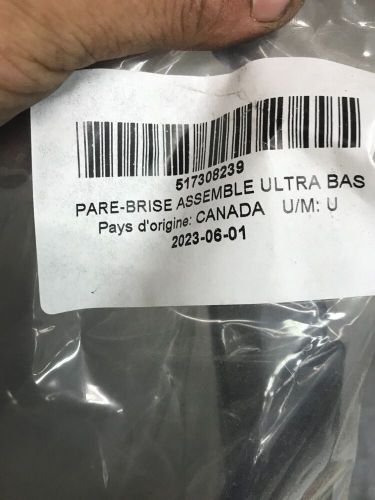 517308239
PARE-BRISE ASSEMBLE ULTRA BAS
Pays d'origine: CANADA U/M: U
2023-06-01